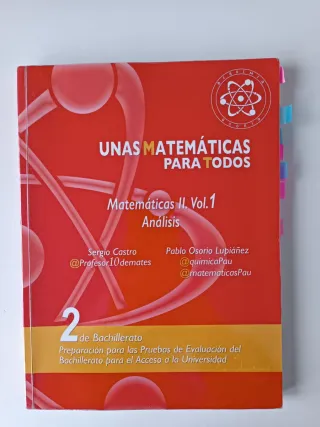 UNAS MATEMÁTICAS
PARA TODOS
Matemáticas II. Vol.1
Análisis
Sergio Castro
@Profesor10demates
Pablo Osorio Lupiáñez
@quimicaPau
@matematicasPau
2 de Bachillerato
Preparación para las Pruebas de Evaluación del
Bachillerato para el Acceso a la Universidad